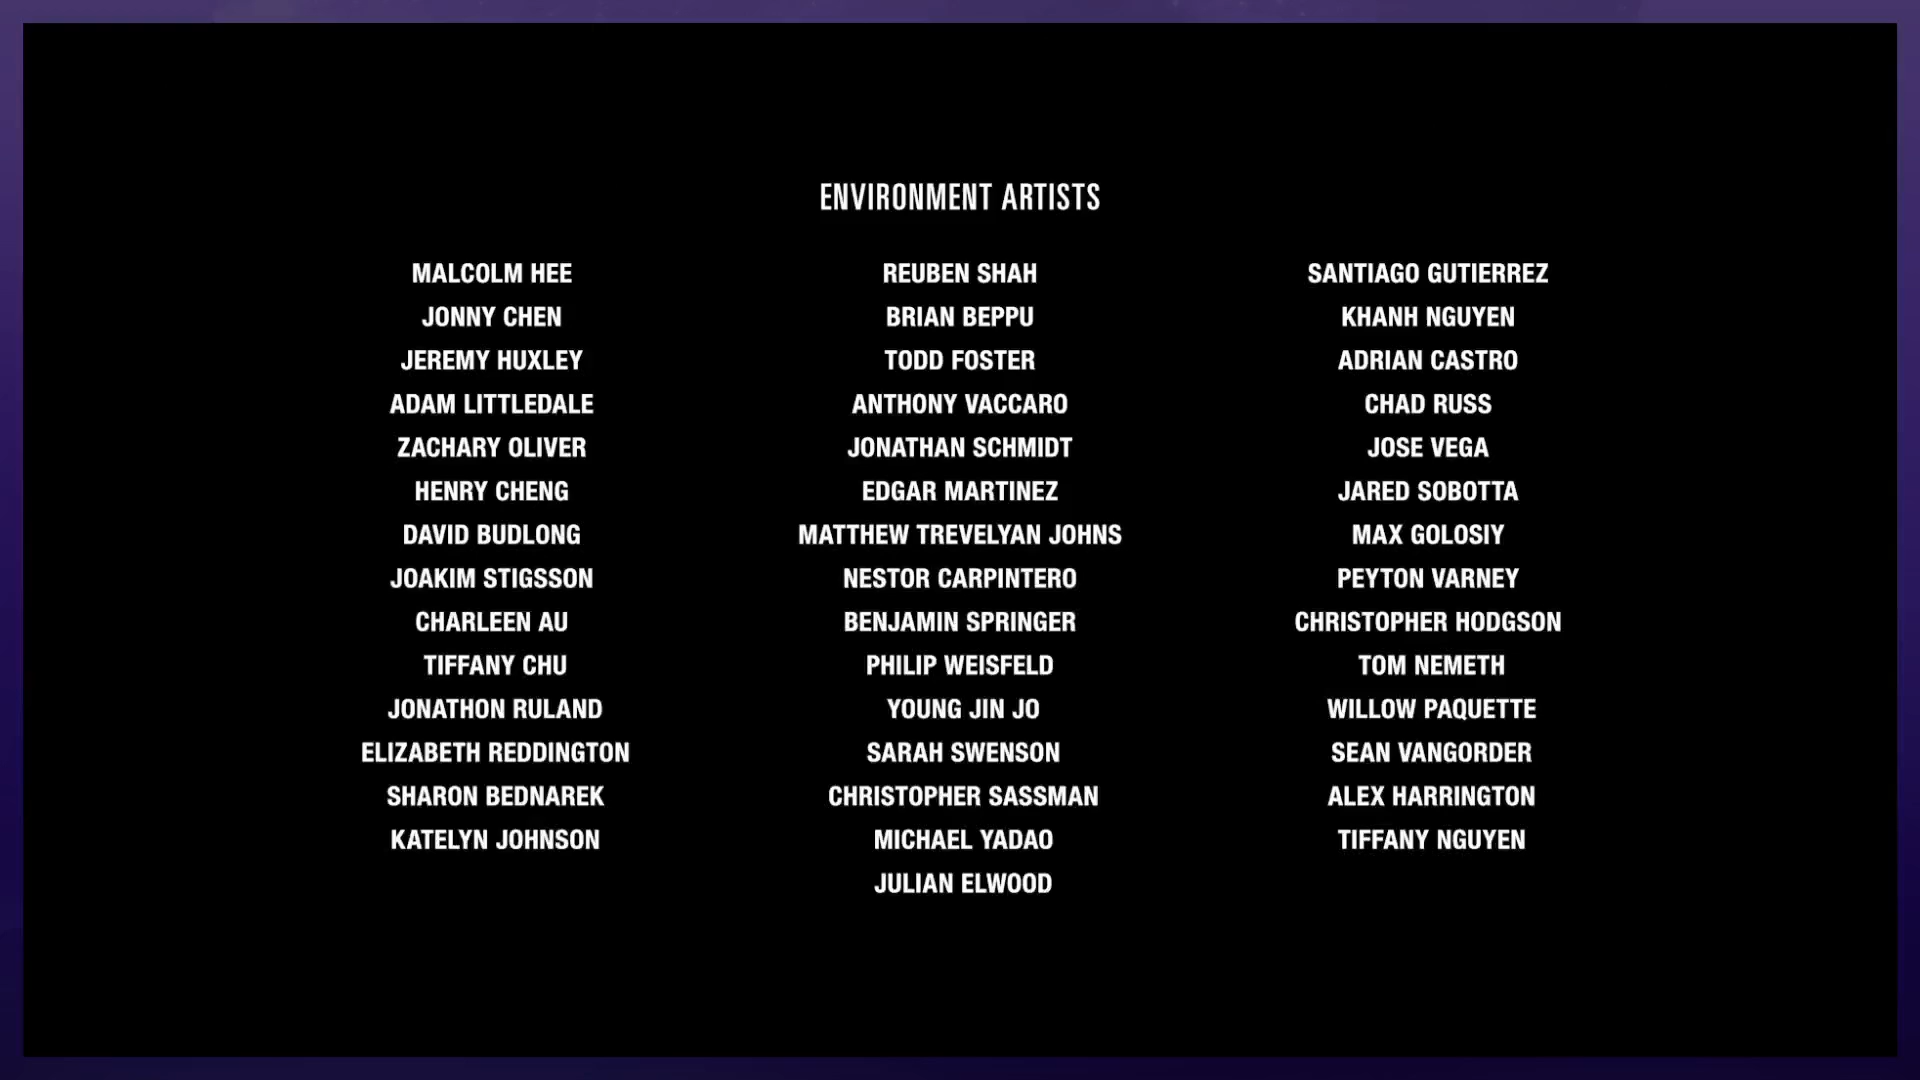 ENVIRONMENT ARTISTS
MALCOLM HEE
JONNY CHEN
JEREMY HUXLEY
ADAM LITTLEDALE
ZACHARY OLIVER
HENRY CHENG
DAVID BUDLONG
JOAKIM STIGSSON
CHARLEEN AU
TIFFANY CHU
JONATHON RULAND
ELIZABETH REDDINGTON
SHARON BEDNAREK
KATELYN JOHNSON
REUBEN SHAH
BRIAN BEPPU
TODD FOSTER
ANTHONY VACCARO
JONATHAN SCHMIDT
EDGAR MARTINEZ
MATTHEW TREVELYAN JOHNS
NESTOR CARPINTERO
BENJAMIN SPRINGER
PHILIP WEISFELD
YOUNG JIN JO
SARAH SWENSON
CHRISTOPHER SASSMAN
MICHAEL YADAO
JULIAN ELWOOD
SANTIAGO GUTIERREZ
KHANH NGUYEN
ADRIAN CASTRO
CHAD RUSS
JOSE VEGA
JARED SOBOTTA
MAX GOLOSIY
PEYTON VARNEY
CHRISTOPHER HODGSON
TOM NEMETH
WILLOW PAQUETTE
SEAN VANGORDER
ALEX HARRINGTON
TIFFANY NGUYEN